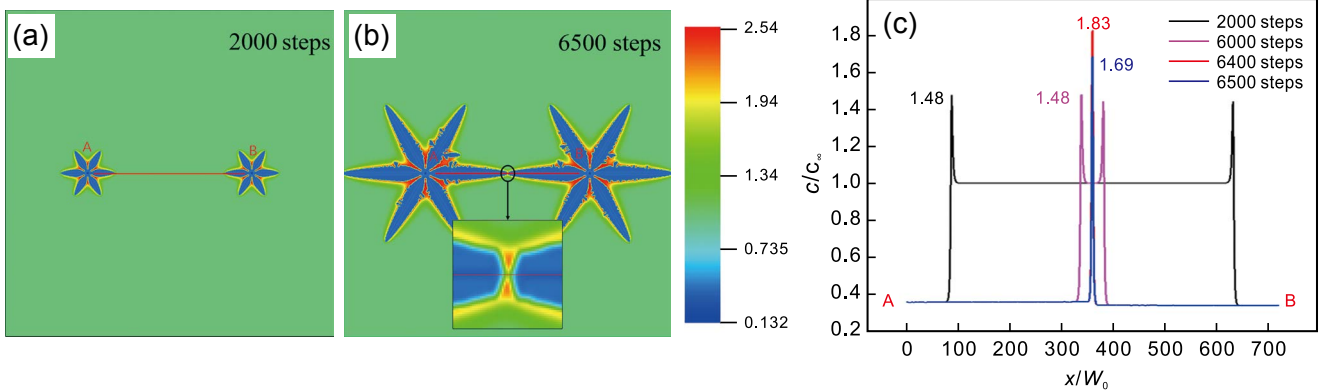 (a)
2000 steps
A
B
(b)
6500 steps
B
2.54
1.94
1.34
0.735
0.132
(c)
1.83
1.69
1.48
1.48
2000 steps
6000 steps
6400 steps
6500 steps
1.8
1.6
1.4
1.2
1.0
0.8
0.6
0.4
0.2
c/c∞
A
B
0 100 200 300 400 500 600 700
x/W₀